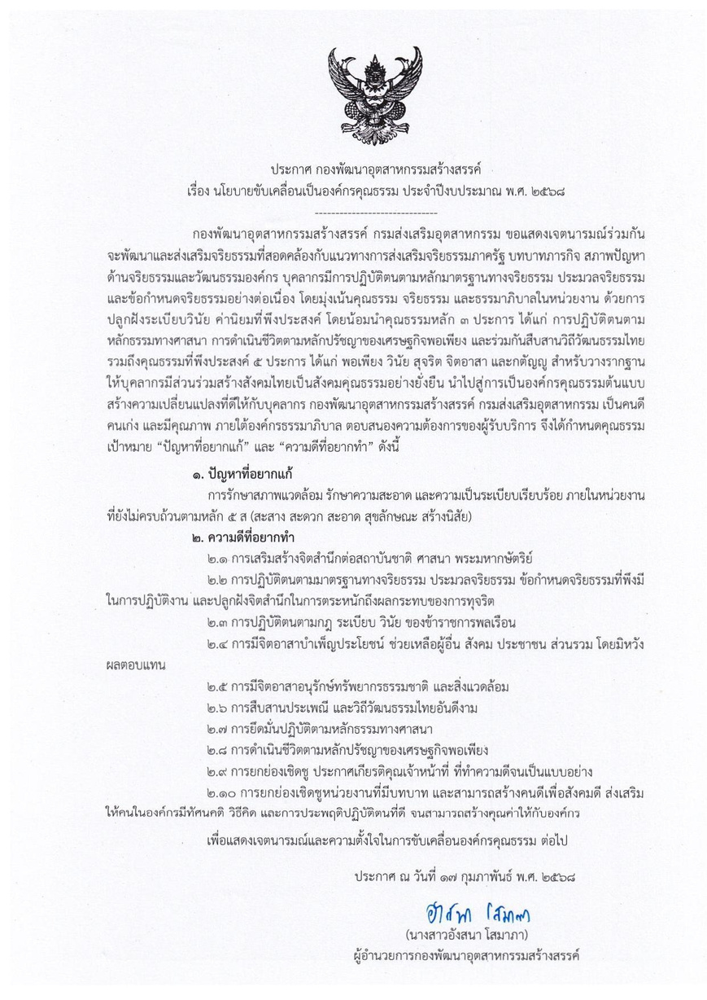 ประกาศ กองพัฒนาอุตสาหกรรมสร้างสรรค์
เรื่อง นโยบายขับเคลื่อนเป็นองค์กรคุณธรรม ประจำปีงบประมาณ พ.ศ. ๒๕๖๘
------------------------------
กองพัฒนาอุตสาหกรรมสร้างสรรค์ กรมส่งเสริมอุตสาหกรรม ขอแสดงเจตนารมณ์ร่วมกัน
จะพัฒนาและส่งเสริมจริยธรรมที่สอดคล้องกับแนวทางการส่งเสริมจริยธรรมภาครัฐ บทบาทภารกิจ สภาพปัญหา
ด้านจริยธรรมและวัฒนธรรมองค์กร บุคลากรมีการปฏิบัติตนตามหลักมาตรฐานทางจริยธรรม ประมวลจริยธรรม
และข้อกำหนดจริยธรรมอย่างต่อเนื่อง โดยมุ่งเน้นคุณธรรม จริยธรรม และธรรมาภิบาลในหน่วยงาน ด้วยการ
ปลูกฝังระเบียบวินัย ค่านิยมที่พึงประสงค์ โดยน้อมนำคุณธรรมหลัก ๓ ประการ ได้แก่ การปฏิบัติตนตาม
หลักธรรมทางศาสนา การดำเนินชีวิตตามหลักปรัชญาของเศรษฐกิจพอเพียง และร่วมกันสืบสานวิถีวัฒนธรรมไทย
รวมถึงคุณธรรมที่พึงประสงค์ ๕ ประการ ได้แก่ พอเพียง วินัย สุจริต จิตอาสา และกตัญญู สำหรับวางรากฐาน
ให้บุคลากรมีส่วนร่วมสร้างสังคมไทยเป็นสังคมคุณธรรมอย่างยั่งยืน นำไปสู่การเป็นองค์กรคุณธรรมต้นแบบ
สร้างความเปลี่ยนแปลงที่ดีให้กับบุคลากร กองพัฒนาอุตสาหกรรมสร้างสรรค์ กรมส่งเสริมอุตสาหกรรม เป็นคนดี
คนเก่ง และมีคุณภาพ ภายใต้องค์กรธรรมาภิบาล ตอบสนองความต้องการของผู้รับบริการ จึงได้กำหนดคุณธรรม
เป้าหมาย “ปัญหาที่อยากแก้” และ “ความดีที่อยากทำ” ดังนี้
๑. ปัญหาที่อยากแก้
การรักษาสภาพแวดล้อม รักษาความสะอาด และความเป็นระเบียบเรียบร้อย ภายในหน่วยงาน
ที่ยังไม่ครบถ้วนตามหลัก ๕ ส (สะสาง สะดวก สะอาด สุขลักษณะ สร้างนิสัย)
๒. ความดีที่อยากทำ
๒.๑ การเสริมสร้างจิตสำนึกต่อสถาบันชาติ ศาสนา พระมหากษัตริย์
๒.๒ การปฏิบัติตนตามมาตรฐานทางจริยธรรม ประมวลจริยธรรม ข้อกำหนดจริยธรรมที่พึงมี
ในการปฏิบัติงาน และปลูกฝังจิตสำนึกในการตระหนักถึงผลกระทบของการทุจริต
๒.๓ การปฏิบัติตนตามกฎ ระเบียบ วินัย ของข้าราชการพลเรือน
๒.๔ การมีจิตอาสาบำเพ็ญประโยชน์ ช่วยเหลือผู้อื่น สังคม ประชาชน ส่วนรวม โดยมิหวัง
ผลตอบแทน
๒.๕ การมีจิตอาสาอนุรักษ์ทรัพยากรธรรมชาติ และสิ่งแวดล้อม
๒.๖ การสืบสานประเพณี และวิถีวัฒนธรรมไทยอันดีงาม
๒.๗ การยึดมั่นปฏิบัติตามหลักธรรมทางศาสนา
๒.๘ การดำเนินชีวิตตามหลักปรัชญาของเศรษฐกิจพอเพียง
๒.๙ การยกย่องเชิดชู ประกาศเกียรติคุณเจ้าหน้าที่ ที่ทำความดีจนเป็นแบบอย่าง
๒.๑๐ การยกย่องเชิดชูหน่วยงานที่มีบทบาท และสามารถสร้างคนดีเพื่อสังคมดี ส่งเสริม
ให้คนในองค์กรมีทัศนคติ วิธีคิด และการประพฤติปฏิบัติตนที่ดี จนสามารถสร้างคุณค่าให้กับองค์กร
เพื่อแสดงเจตนารมณ์และความตั้งใจในการขับเคลื่อนองค์กรคุณธรรม ต่อไป
ประกาศ ณ วันที่ ๑๗ กุมภาพันธ์ พ.ศ. ๒๕๖๘
อังสนา โสมาภา
(นางสาวอังสนา โสมาภา)
ผู้อำนวยการกองพัฒนาอุตสาหกรรมสร้างสรรค์